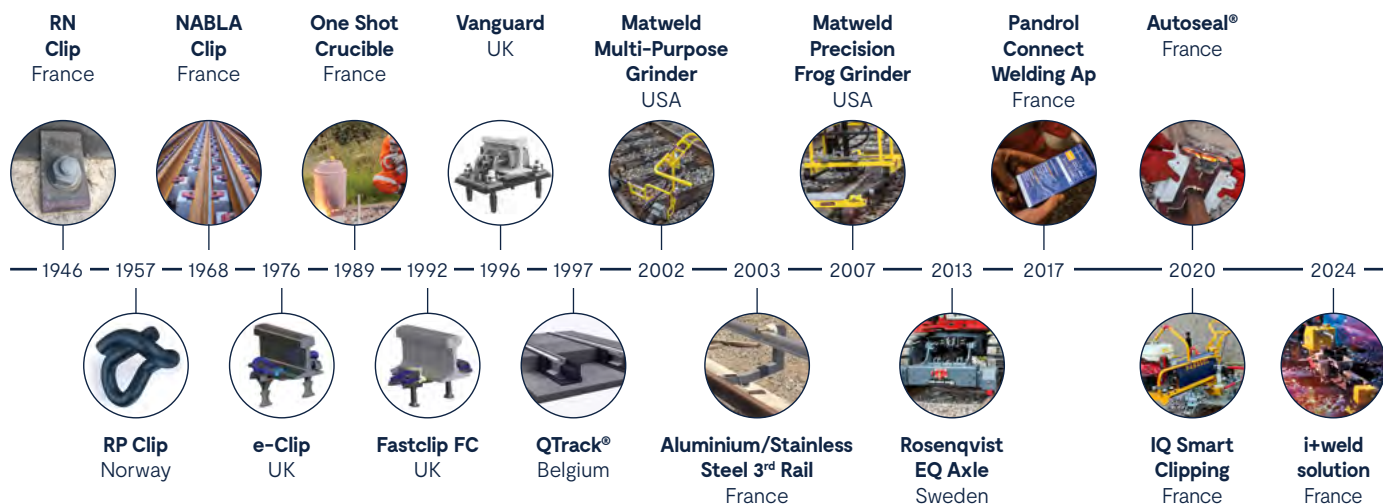 RN
Clip
France
NABLA
Clip
France
One Shot
Crucible
France
Vanguard
UK
Matweld
Multi-Purpose
Grinder
USA
Matweld
Precision
Frog Grinder
USA
Pandrol
Connect
Welding Ap
France
Autoseal®
France
1946 1957 1968 1976 1989 1992 1996 1997 2002 2003 2007 2013 2017 2020 2024
RP Clip
Norway
e-Clip
UK
Fastclip FC
UK
QTrack®
Belgium
Aluminium/Stainless
Steel 3rd Rail
France
Rosenqvist
EQ Axle
Sweden
IQ Smart
Clipping
France
i+weld
solution
France